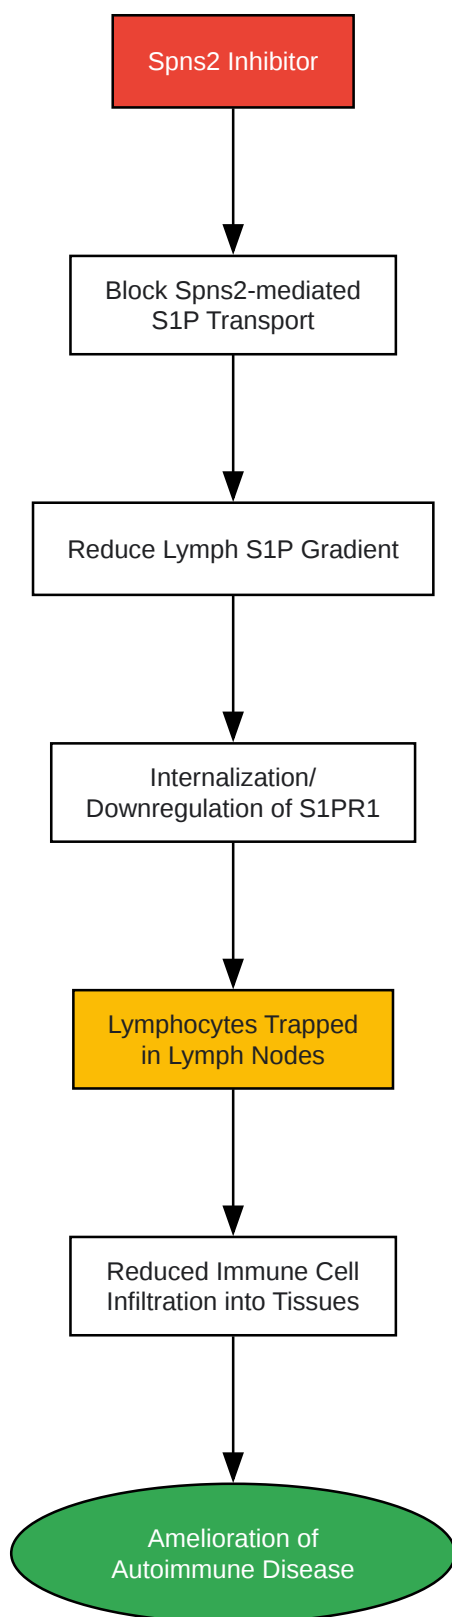 Spns2 Inhibitor
Block Spns2-mediated
S1P Transport
Reduce Lymph S1P Gradient
Internalization/
Downregulation of S1PR1
Lymphocytes Trapped
in Lymph Nodes
Reduced Immune Cell
Infiltration into Tissues
Amelioration of
Autoimmune Disease